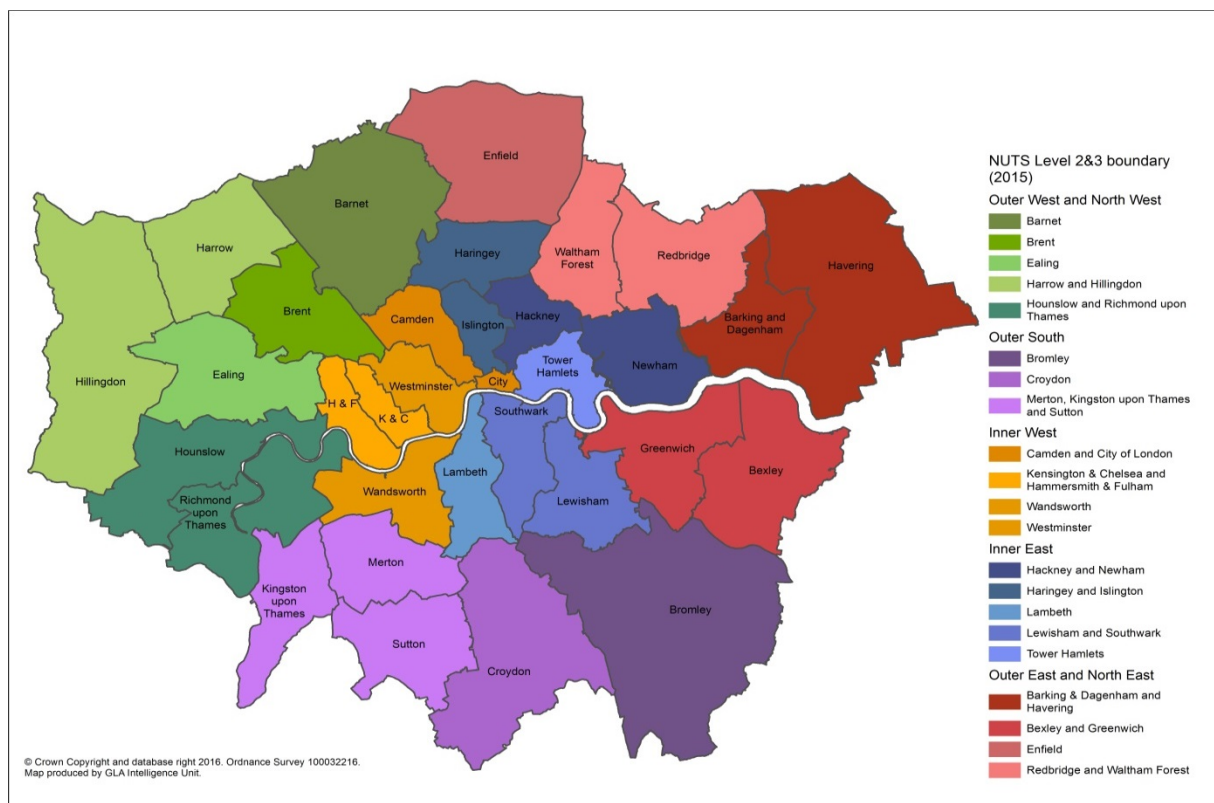 Enfield
Barnet
Harrow
Haringey
Waltham
Forest
Redbridge
Havering
Brent
Camden
Islington
Hackney
Barking and
Dagenham
Hillingdon
Ealing
Westminster
City
Tower
Hamlets
Newham
H & F
K & C
Southwark
Hounslow
Greenwich
Bexley
Lambeth
Wandsworth
Lewisham
Richmond
upon
Thames
Merton
Kingston
upon
Thames
Bromley
Sutton
Croydon
© Crown Copyright and database right 2016. Ordnance Survey 100032216.
Map produced by GLA Intelligence Unit.
NUTS Level 2&3 boundary
(2015)
Outer West and North West
Barnet
Brent
Ealing
Harrow and Hillingdon
Hounslow and Richmond upon
Thames
Outer South
Bromley
Croydon
Merton, Kingston upon Thames
and Sutton
Inner West
Camden and City of London
Kensington & Chelsea and
Hammersmith & Fulham
Wandsworth
Westminster
Inner East
Hackney and Newham
Haringey and Islington
Lambeth
Lewisham and Southwark
Tower Hamlets
Outer East and North East
Barking & Dagenham and
Havering
Bexley and Greenwich
Enfield
Redbridge and Waltham Forest